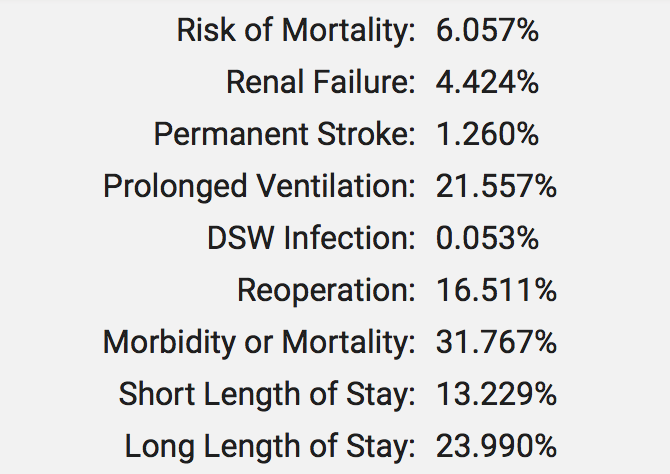 Risk of Mortality: 6.057%
Renal Failure: 4.424%
Permanent Stroke: 1.260%
Prolonged Ventilation: 21.557%
DSW Infection: 0.053%
Reoperation: 16.511%
Morbidity or Mortality: 31.767%
Short Length of Stay: 13.229%
Long Length of Stay: 23.990%